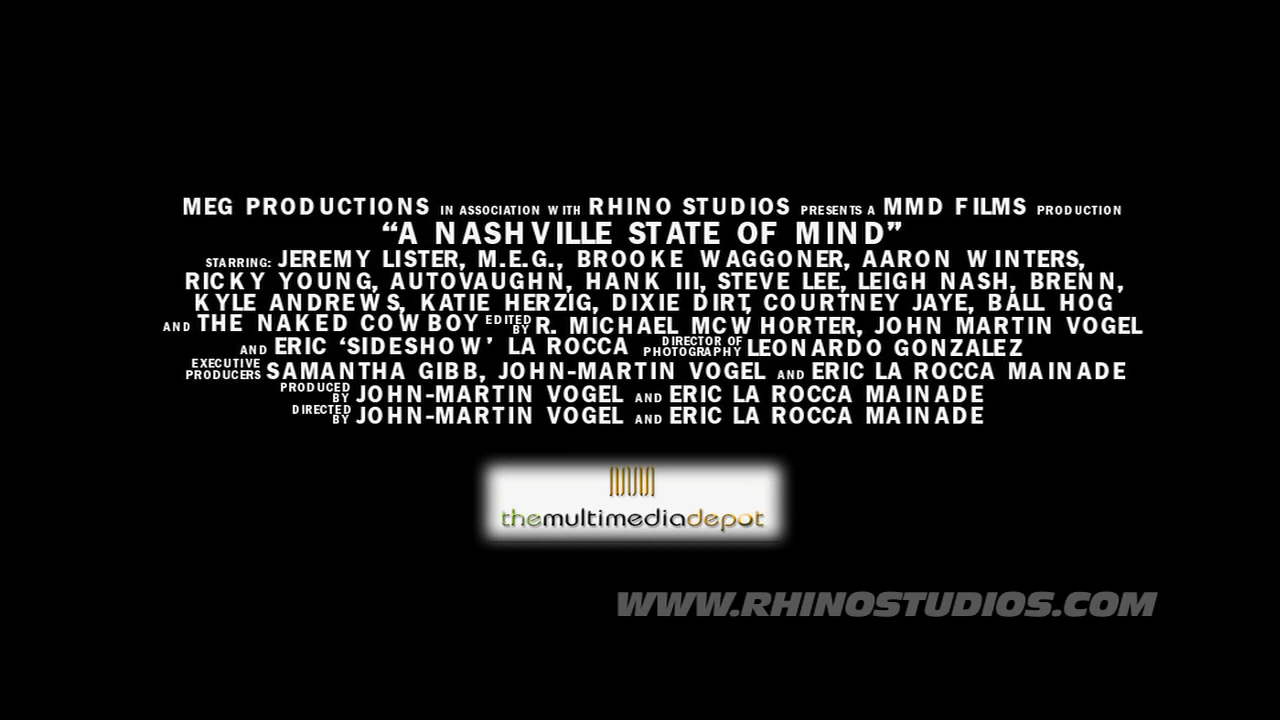 MEG PRODUCTIONS IN ASSOCIATION WITH RHINO STUDIOS PRESENTS A MMD FILMS PRODUCTION
“A NASHVILLE STATE OF MIND”
STARRING: JEREMY LISTER, M.E.G., BROOKE WAGGONER, AARON WINTERS,
RICKY YOUNG, AUTOVAUGHN, HANK III, STEVE LEE, LEIGH NASH, BRENN,
KYLE ANDREWS, KATIE HERZIG, DIXIE DIRT, COURTNEY JAYE, BALL HOG
AND THE NAKED COWBOY EDITED BY R. MICHAEL MCWHORTER, JOHN MARTIN VOGEL
AND ERIC ‘SIDESHOW’ LA ROCCA DIRECTOR OF PHOTOGRAPHY LEONARDO GONZALEZ
EXECUTIVE PRODUCERS SAMANTHA GIBB, JOHN-MARTIN VOGEL AND ERIC LA ROCCA MAINADE
PRODUCED BY JOHN-MARTIN VOGEL AND ERIC LA ROCCA MAINADE
DIRECTED BY JOHN-MARTIN VOGEL AND ERIC LA ROCCA MAINADE
themultimediadepot
WWW.RHINOSTUDIOS.COM